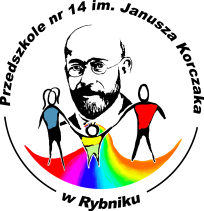 Przedszkole nr 14 im. Janusza Korczaka
w Rybniku